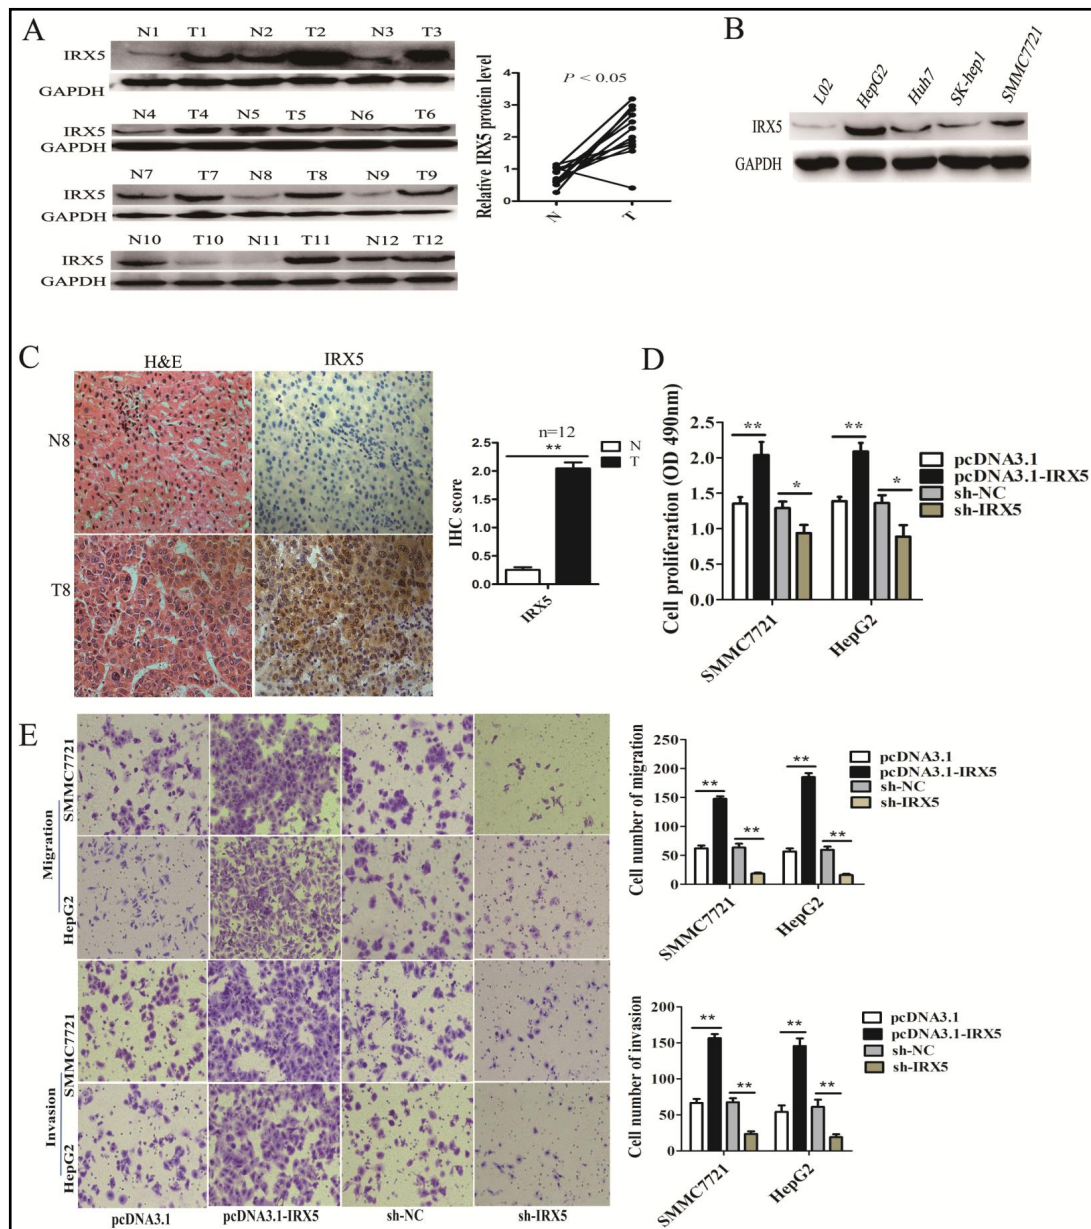 A
N1 T1 N2 T2 N3 T3
IRX5
GAPDH
N4 T4 N5 T5 N6 T6
IRX5
GAPDH
N7 T7 N8 T8 N9 T9
IRX5
GAPDH
N10 T10 N11 T11 N12 T12
IRX5
GAPDH
Relative IRX5 protein level
P < 0.05
4
3
2
1
0
N T
B
L02 HepG2 Huh7 SK-hep1 SMMC7721
IRX5
GAPDH
C
H&E IRX5
N8
T8
IHC score
n=12
**
N
T
2.5
2.0
1.5
1.0
0.5
0.0
IRX5
D
Cell proliferation (OD 490nm)
2.5
2.0
1.5
1.0
0.5
0.0
** * ** *
pcDNA3.1
pcDNA3.1-IRX5
sh-NC
sh-IRX5
SMMC7721 HepG2
E
Migration
SMMC7721
HepG2
Invasion
SMMC7721
HepG2
pcDNA3.1 pcDNA3.1-IRX5 sh-NC sh-IRX5
Cell number of migration
250
200
150
100
50
0
** ** ** **
pcDNA3.1
pcDNA3.1-IRX5
sh-NC
sh-IRX5
SMMC7721 HepG2
Cell number of invasion
200
150
100
50
0
** ** ** **
pcDNA3.1
pcDNA3.1-IRX5
sh-NC
sh-IRX5
SMMC7721 HepG2